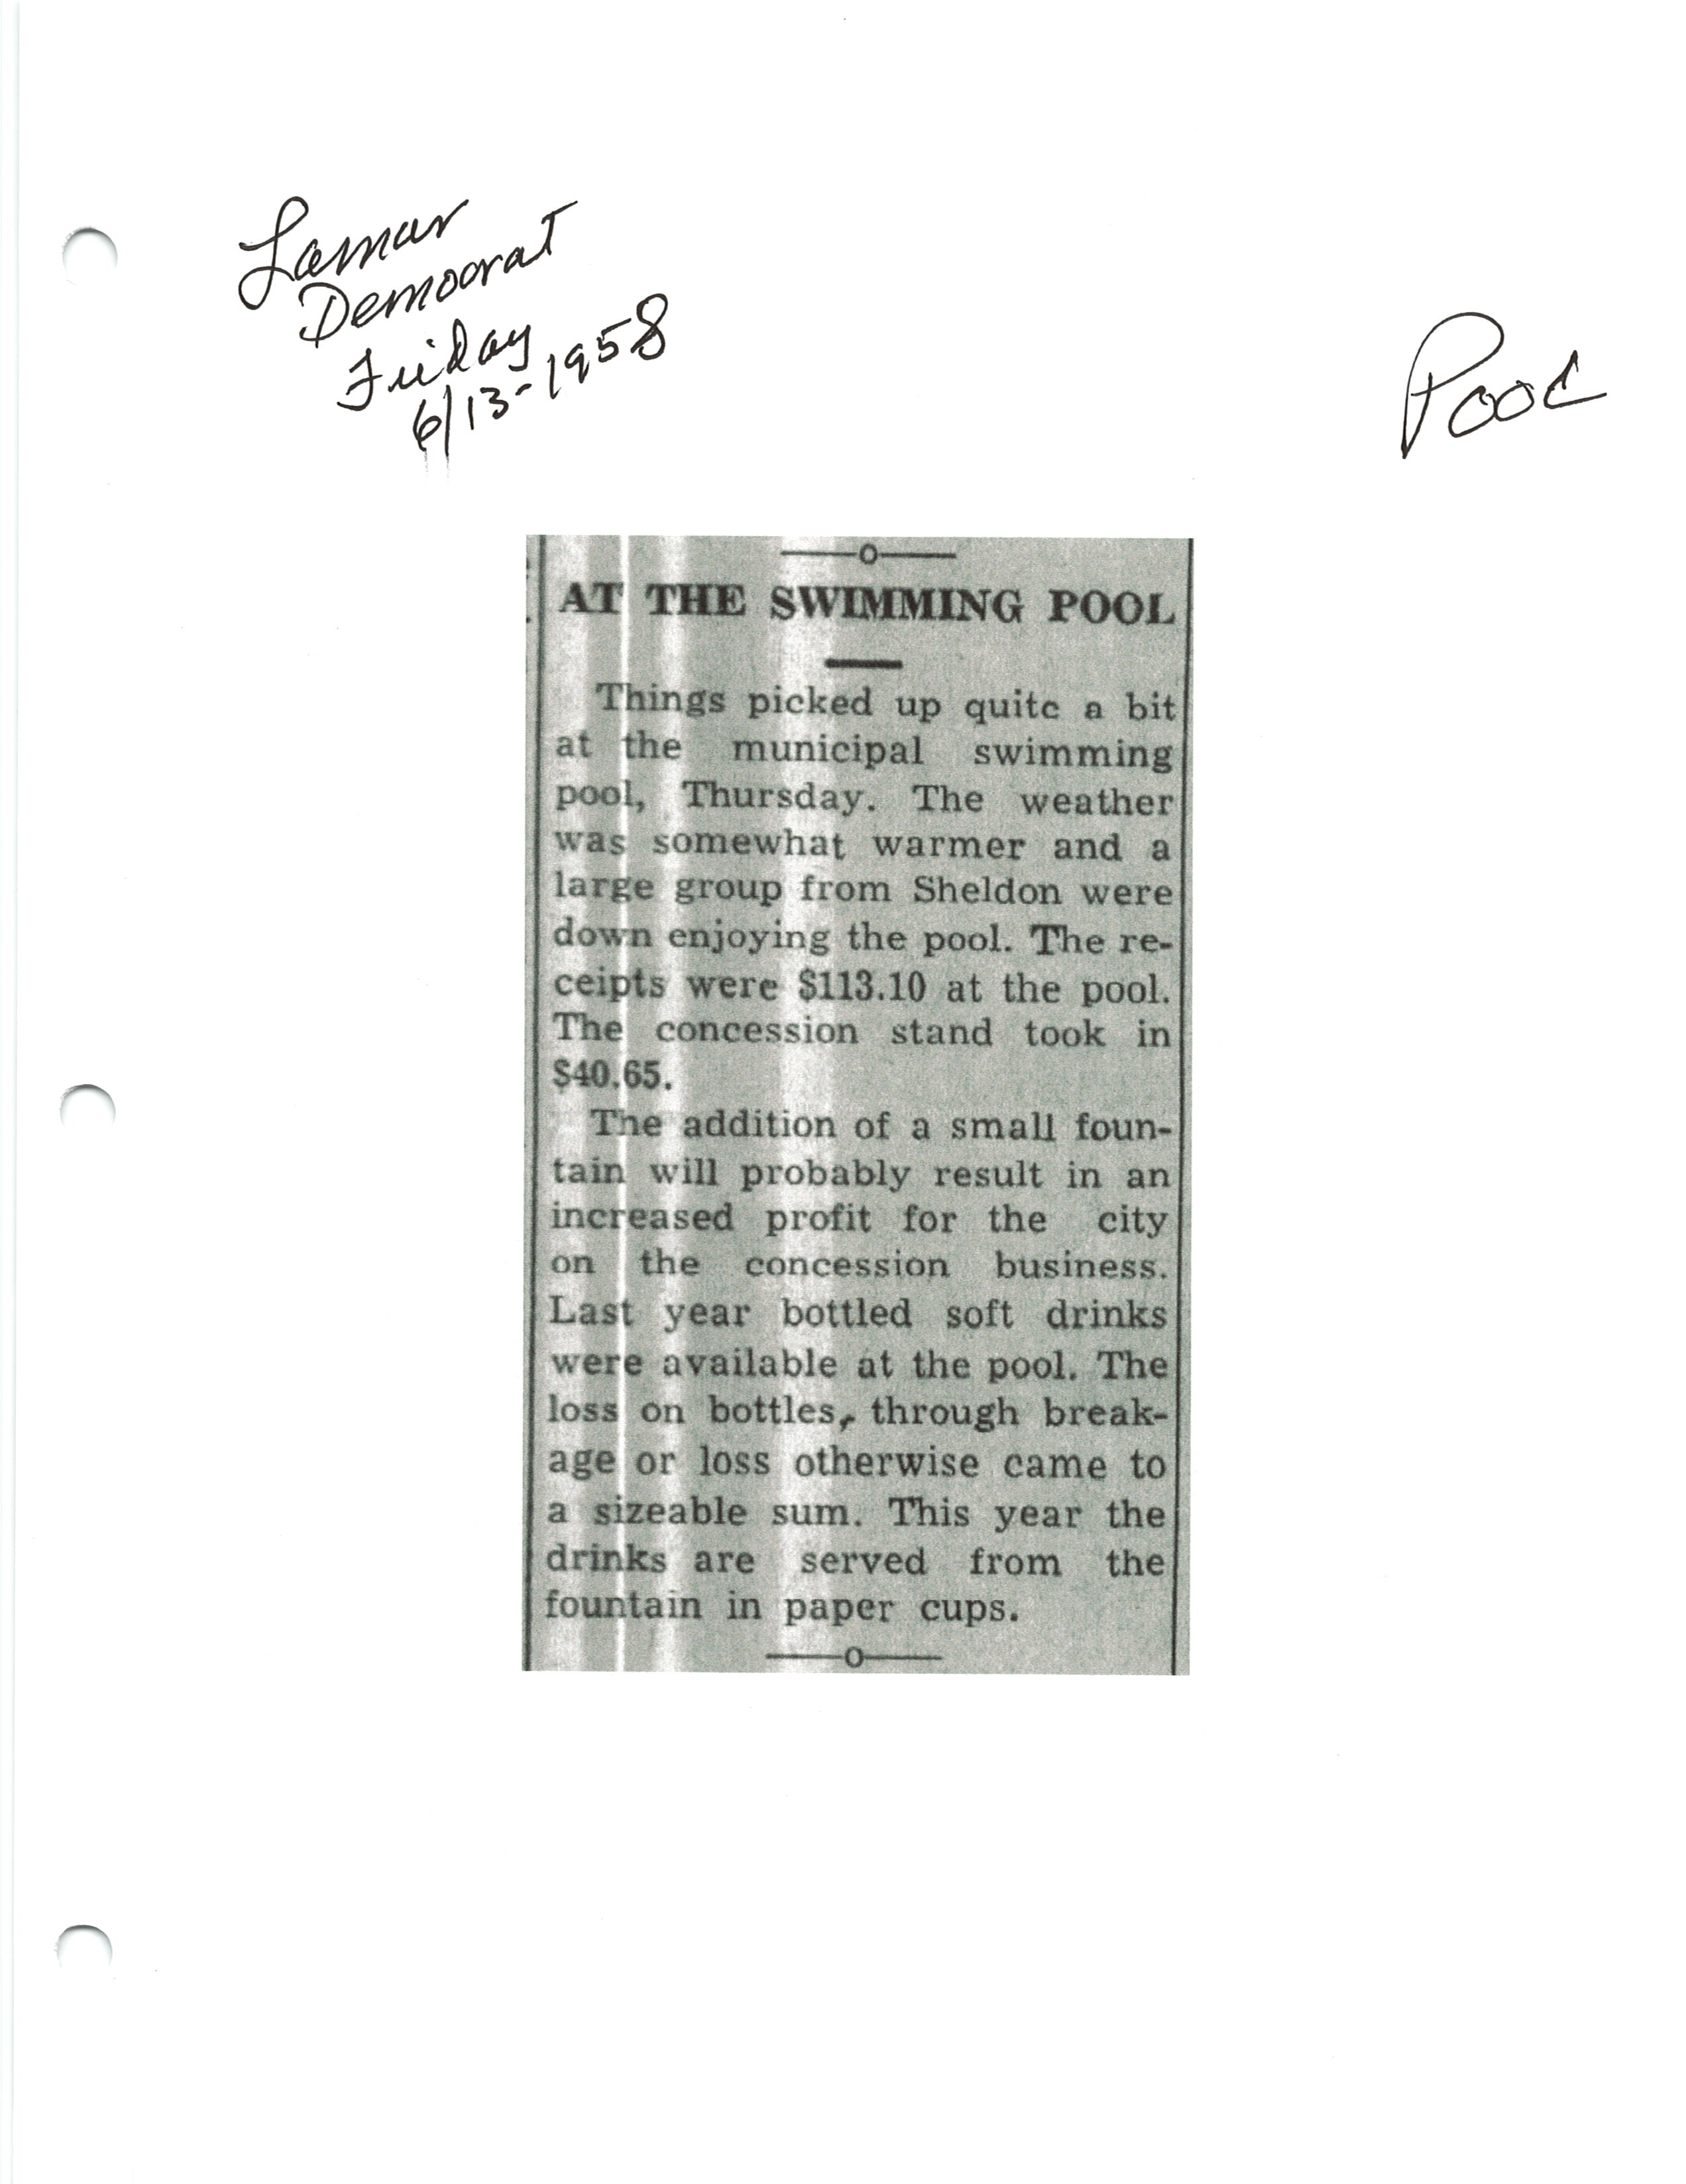 Lamar
Democrat
Friday
6/13-1958
Pool
AT THE SWIMMING POOL
Things picked up quite a bit
at the municipal swimming
pool, Thursday. The weather
was somewhat warmer and a
large group from Sheldon were
down enjoying the pool. The re-
ceipts were $113.10 at the pool.
The concession stand took in
$40.65.
The addition of a small foun-
tain will probably result in an
increased profit for the city
on the concession business.
Last year bottled soft drinks
were available at the pool. The
loss on bottles, through break-
age or loss otherwise came to
a sizeable sum. This year the
drinks are served from the
fountain in paper cups.